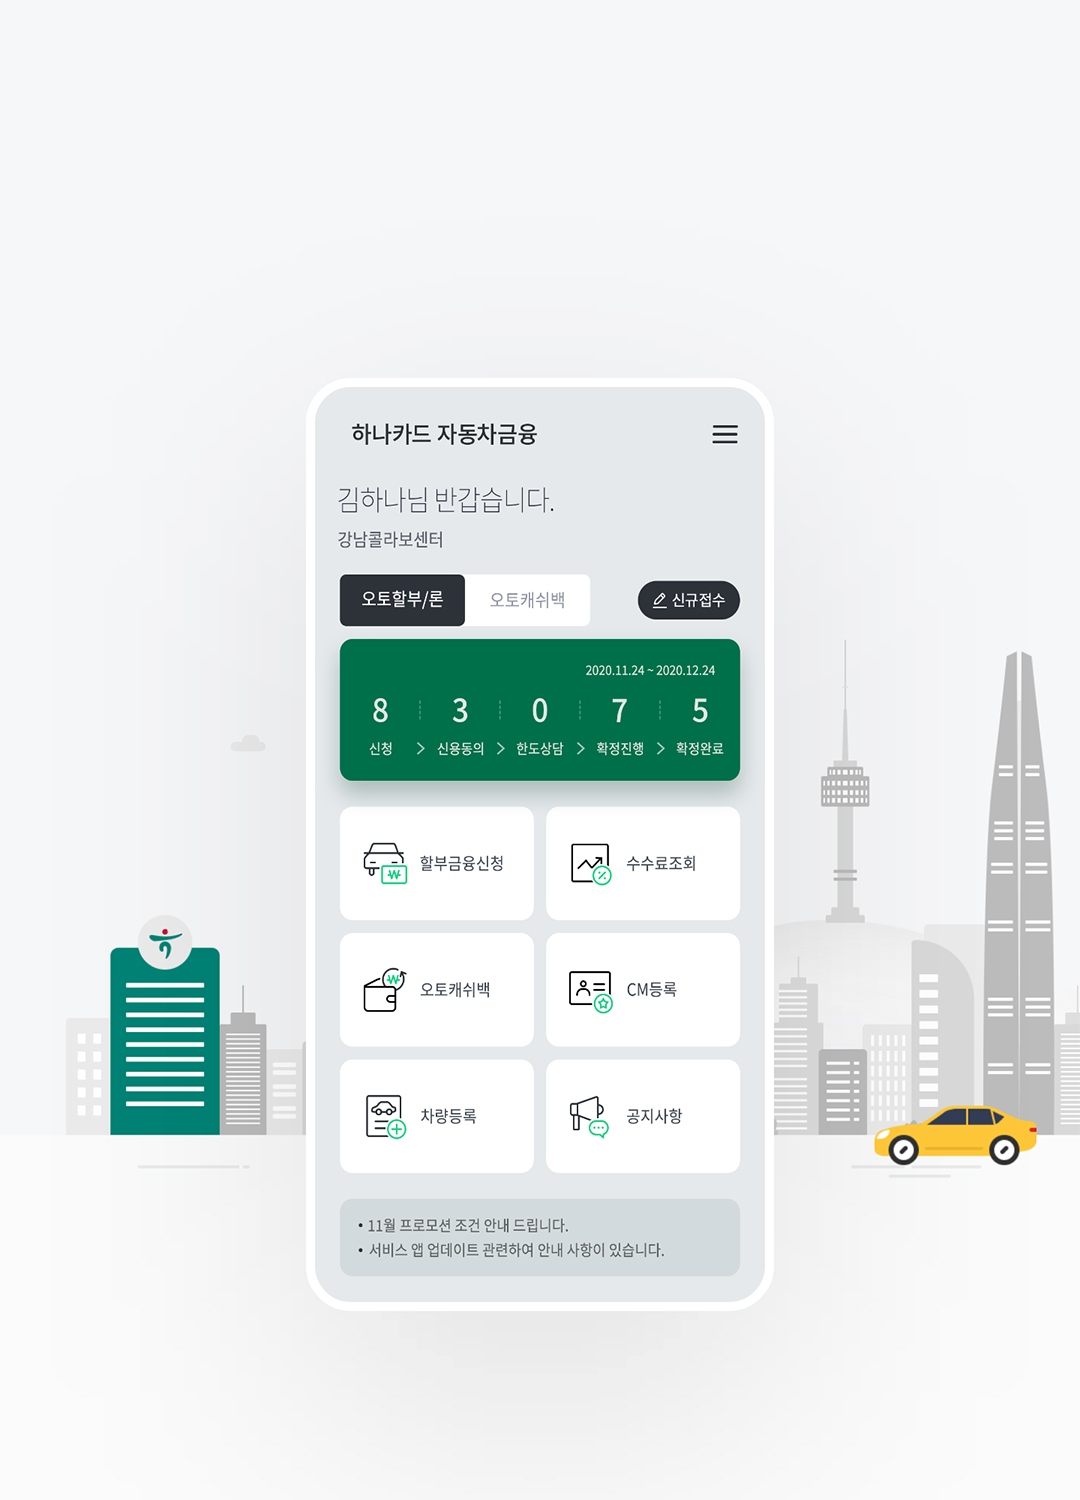 하나카드 자동차금융
김하나님 반갑습니다.
강남콜라보센터
오토할부/론 오토캐쉬백 신규접수
2020.11.24 ~ 2020.12.24
8 3 0 7 5
신청 신용동의 한도상담 확정진행 확정완료
할부금융신청 수수료조회
오토캐쉬백 CM등록
차량등록 공지사항
• 11월 프로모션 조건 안내 드립니다.
• 서비스 앱 업데이트 관련하여 안내 사항이 있습니다.